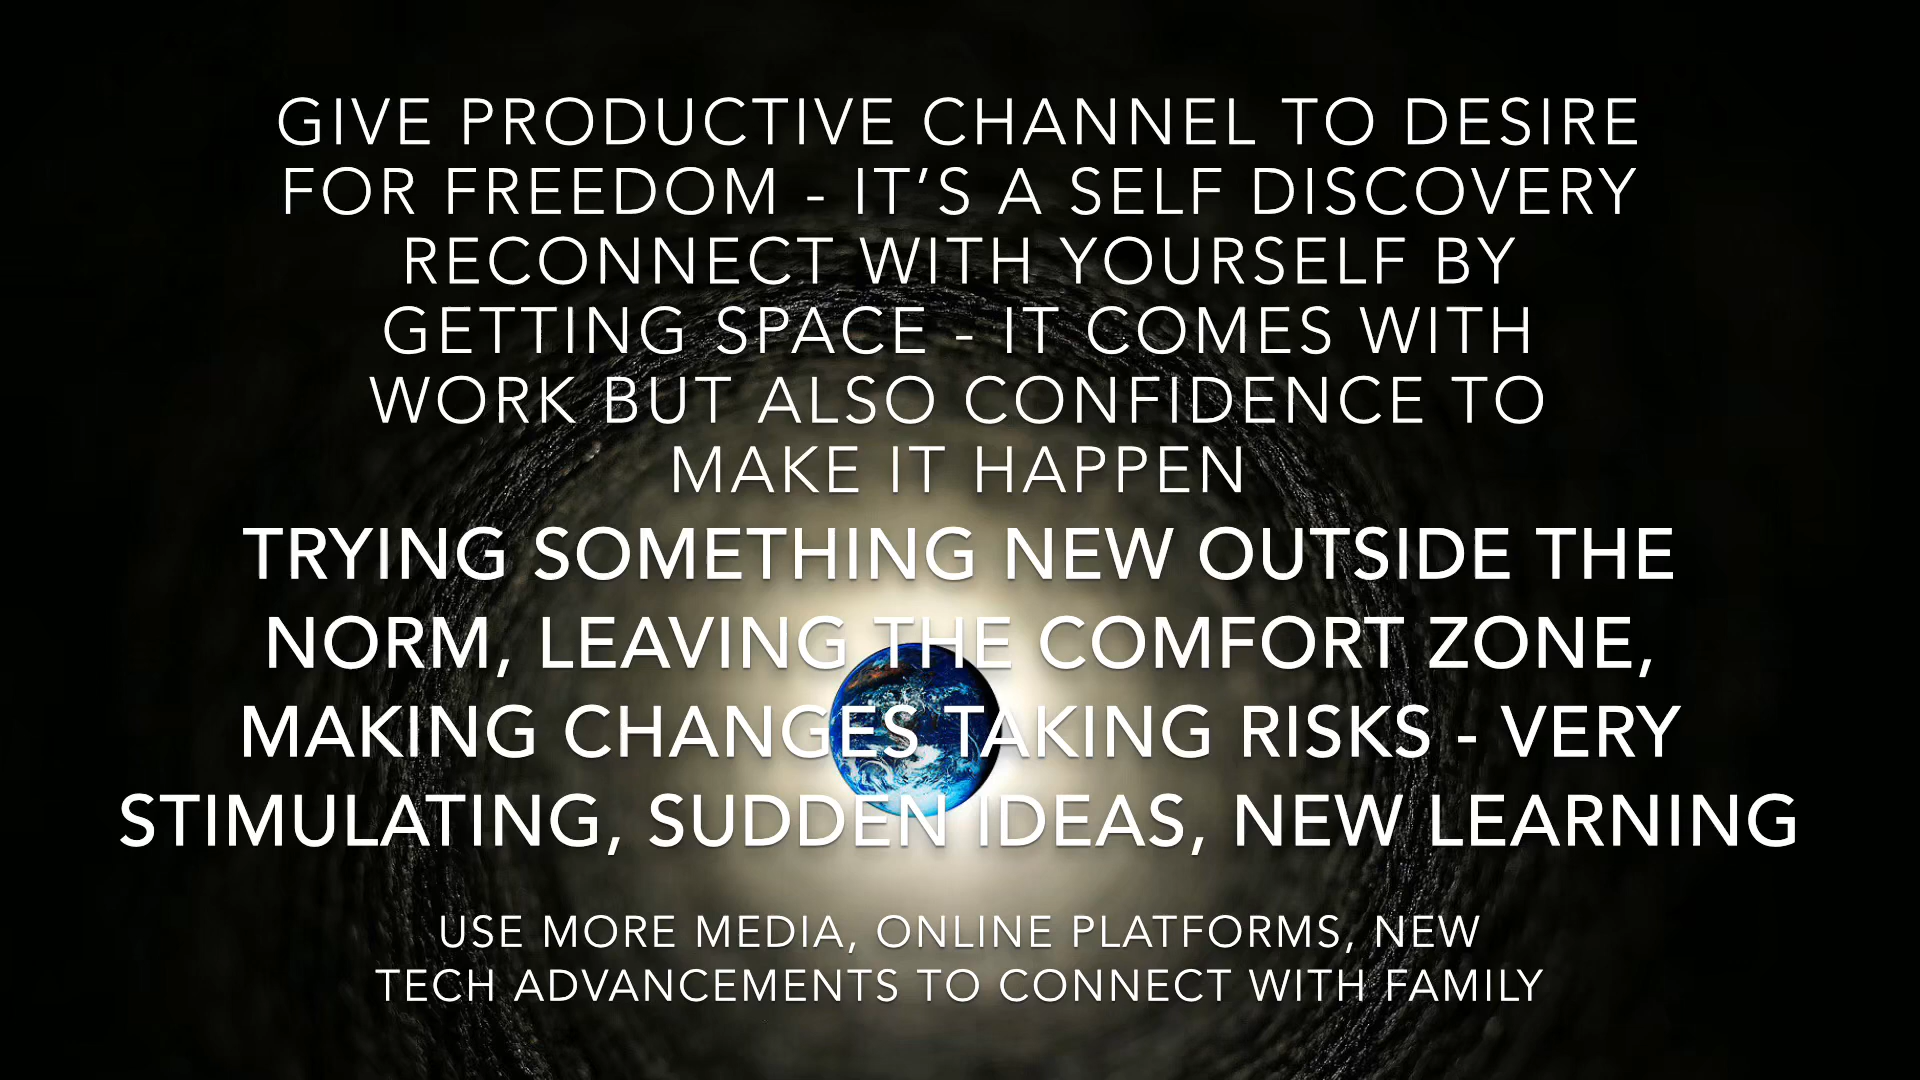 GIVE PRODUCTIVE CHANNEL TO DESIRE
FOR FREEDOM - IT’S A SELF DISCOVERY
RECONNECT WITH YOURSELF BY
GETTING SPACE - IT COMES WITH
WORK BUT ALSO CONFIDENCE TO
MAKE IT HAPPEN
TRYING SOMETHING NEW OUTSIDE THE
NORM, LEAVING THE COMFORT ZONE,
MAKING CHANGES TAKING RISKS - VERY
STIMULATING, SUDDEN IDEAS, NEW LEARNING
USE MORE MEDIA, ONLINE PLATFORMS, NEW
TECH ADVANCEMENTS TO CONNECT WITH FAMILY